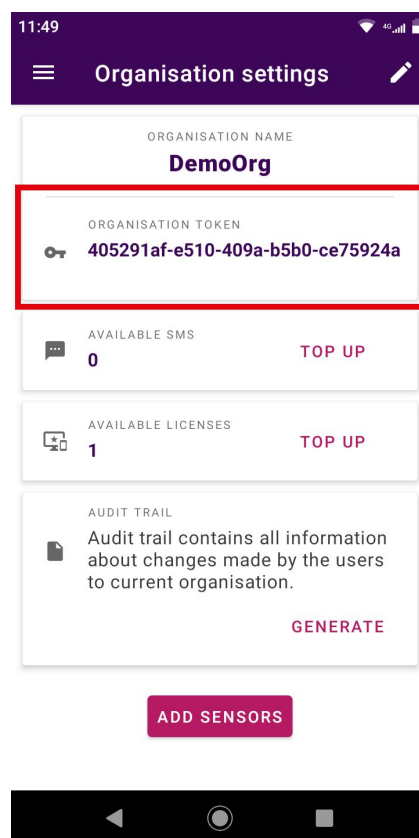 11:49
4G
Organisation settings
ORGANISATION NAME
DemoOrg
ORGANISATION TOKEN
405291af-e510-409a-b5b0-ce75924a
AVAILABLE SMS
0
TOP UP
AVAILABLE LICENSES
1
TOP UP
AUDIT TRAIL
Audit trail contains all information
about changes made by the users
to current organisation.
GENERATE
ADD SENSORS